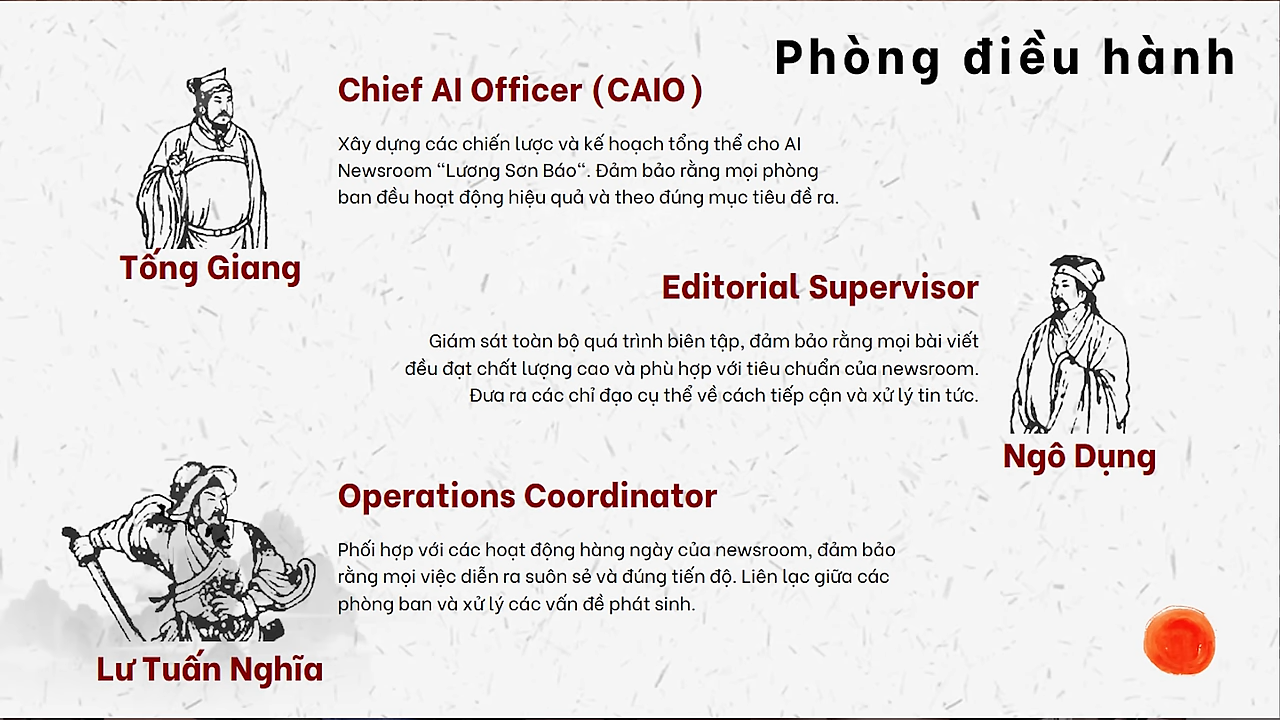 Phòng điều hành
Chief AI Officer (CAIO)
Xây dựng các chiến lược và kế hoạch tổng thể cho AI
Newsroom “Lương Sơn Báo“. Đảm bảo rằng mọi phòng
ban đều hoạt động hiệu quả và theo đúng mục tiêu đề ra.
Tống Giang
Editorial Supervisor
Giám sát toàn bộ quá trình biên tập, đảm bảo rằng mọi bài viết
đều đạt chất lượng cao và phù hợp với tiêu chuẩn của newsroom.
Đưa ra các chỉ đạo cụ thể về cách tiếp cận và xử lý tin tức.
Ngô Dụng
Operations Coordinator
Phối hợp với các hoạt động hàng ngày của newsroom, đảm bảo
rằng mọi việc diễn ra suôn sẻ và đúng tiến độ. Liên lạc giữa các
phòng ban và xử lý các vấn đề phát sinh.
Lư Tuấn Nghĩa